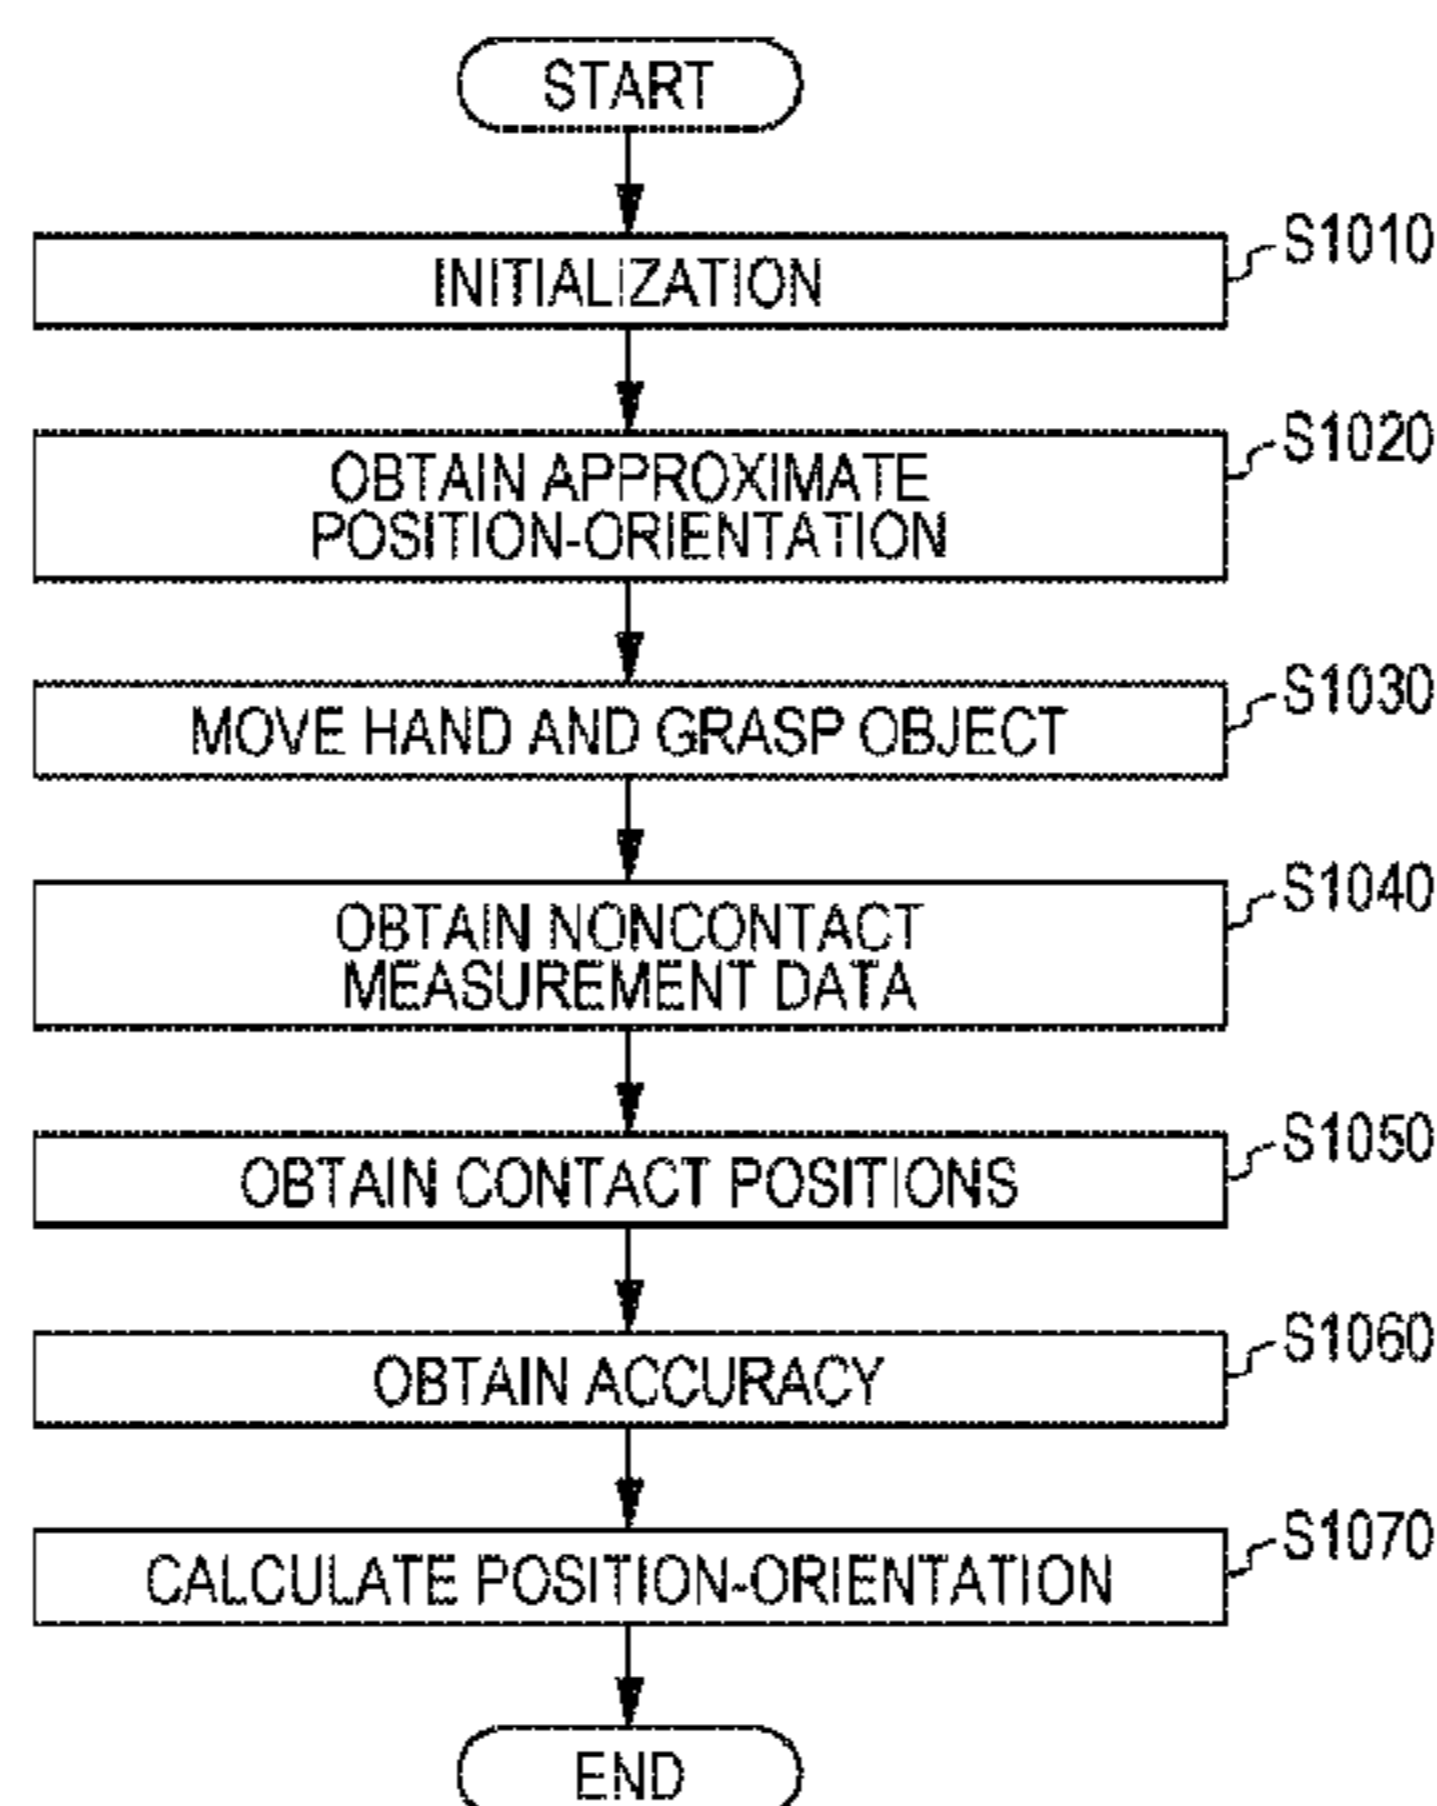 START
INITIALIZATION
S1010
OBTAIN APPROXIMATE
POSITION-ORIENTATION
S1020
MOVE HAND AND GRASP OBJECT
S1030
OBTAIN NONCONTACT
MEASUREMENT DATA
S1040
OBTAIN CONTACT POSITIONS
S1050
OBTAIN ACCURACY
S1060
CALCULATE POSITION-ORIENTATION
S1070
END